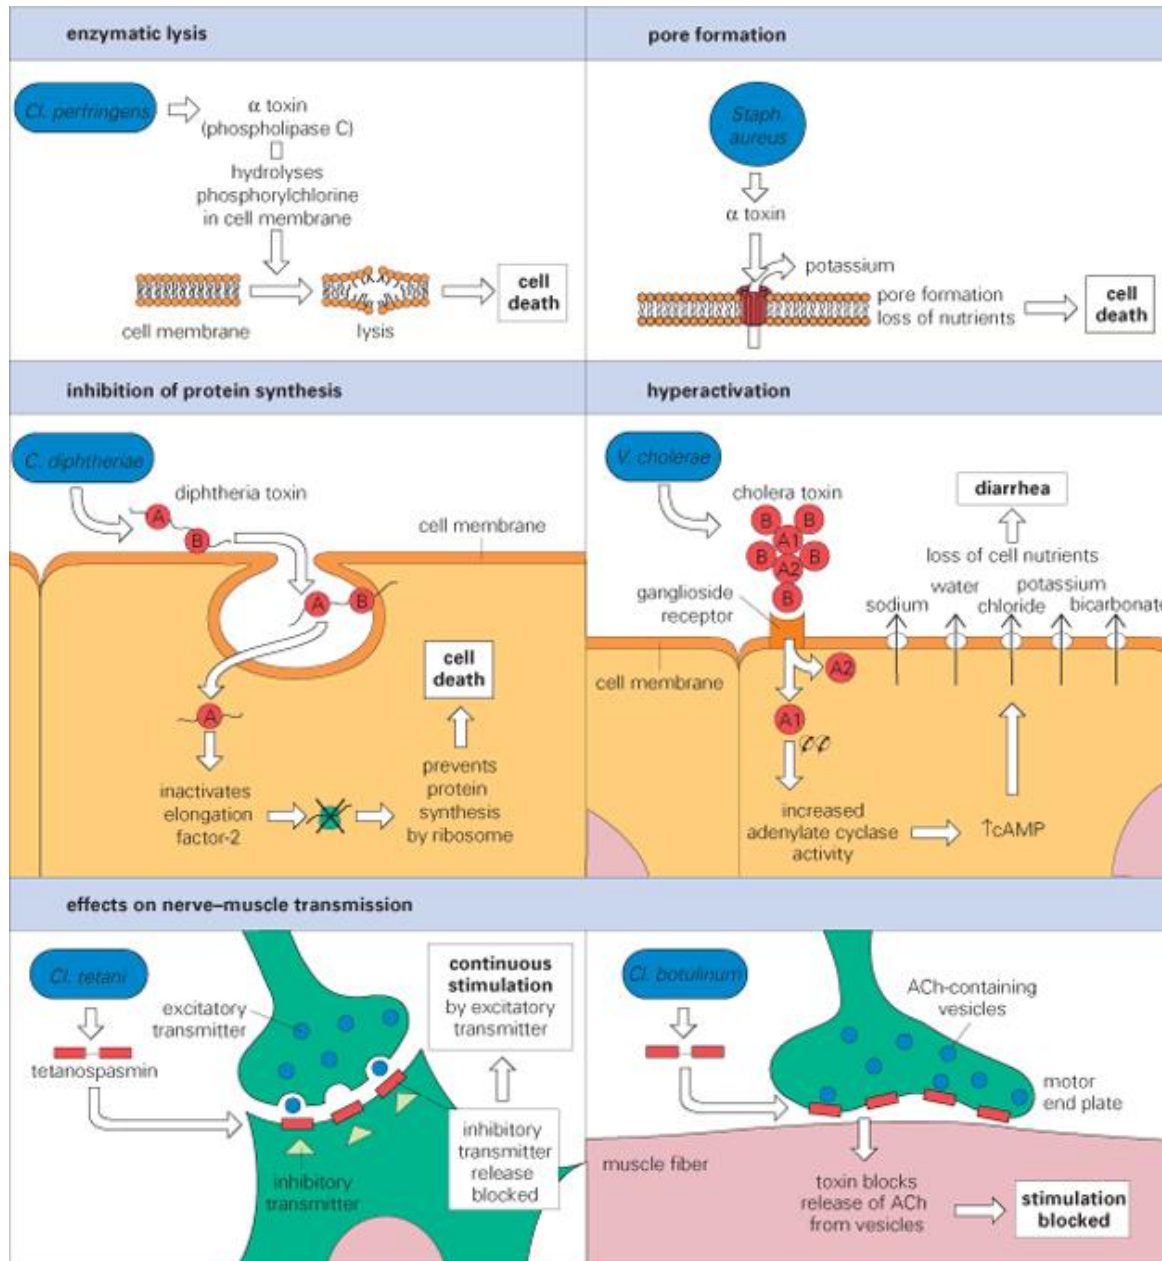 enzymatic lysis
Cl. perfringens
α toxin
(phospholipase C)
hydrolyses
phosphorylchlorine
in cell membrane
cell membrane
lysis
cell
death
pore formation
Staph.
aureus
α toxin
potassium
pore formation
loss of nutrients
cell
death
inhibition of protein synthesis
C. diphtheriae
diphtheria toxin
A
B
cell membrane
A
B
A
inactivates
elongation
factor-2
prevents
protein
synthesis
by ribosome
cell
death
hyperactivation
V. cholerae
cholera toxin
B
B
A1
B
B
A2
B
ganglioside
receptor
cell membrane
A2
A1
increased
adenylate cyclase
activity
↑cAMP
diarrhea
loss of cell nutrients
sodium
water
chloride
potassium
bicarbonate
effects on nerve–muscle transmission
Cl. tetani
tetanospasmin
excitatory
transmitter
inhibitory
transmitter
continuous
stimulation
by excitatory
transmitter
inhibitory
transmitter
release
blocked
Cl. botulinum
ACh-containing
vesicles
motor
end plate
muscle fiber
toxin blocks
release of ACh
from vesicles
stimulation
blocked